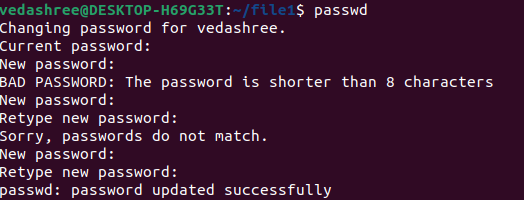 vedashree@DESKTOP-H69G33T:~/file1$ passwd
Changing password for vedashree.
Current password:
New password:
BAD PASSWORD: The password is shorter than 8 characters
New password:
Retype new password:
Sorry, passwords do not match.
New password:
Retype new password:
passwd: password updated successfully